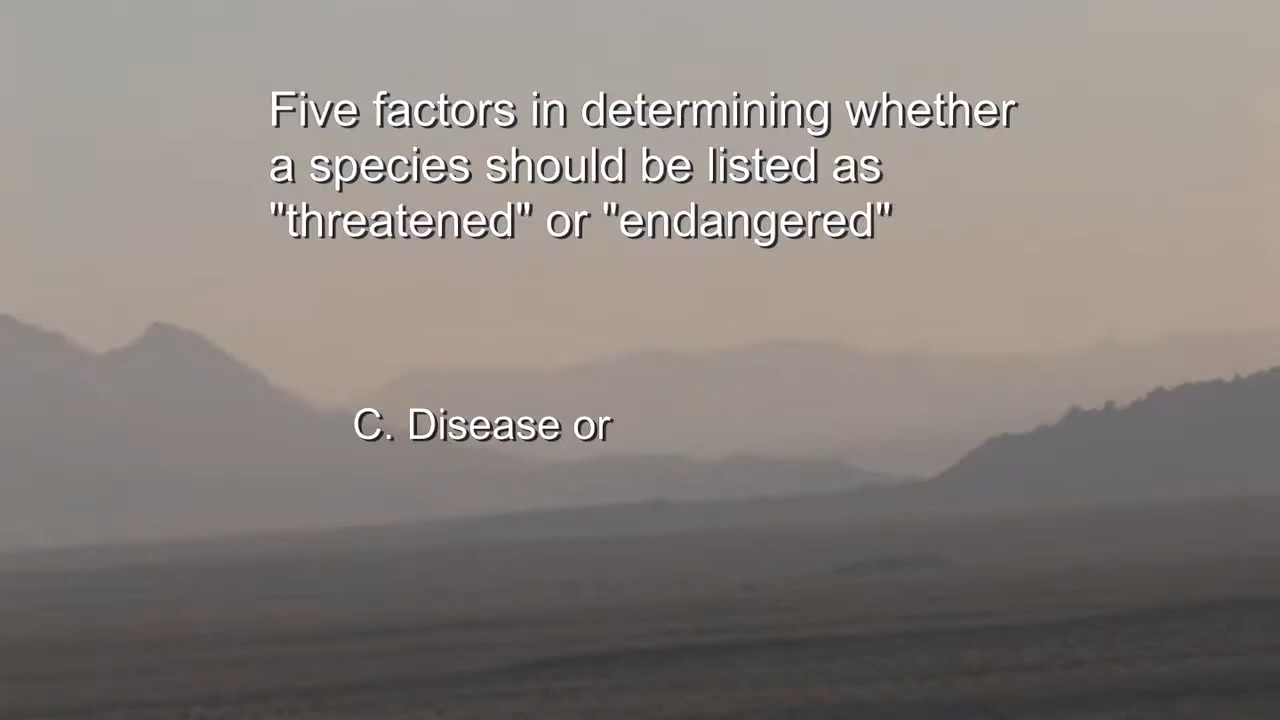 Five factors in determining whether
a species should be listed as
"threatened" or "endangered"
C. Disease or